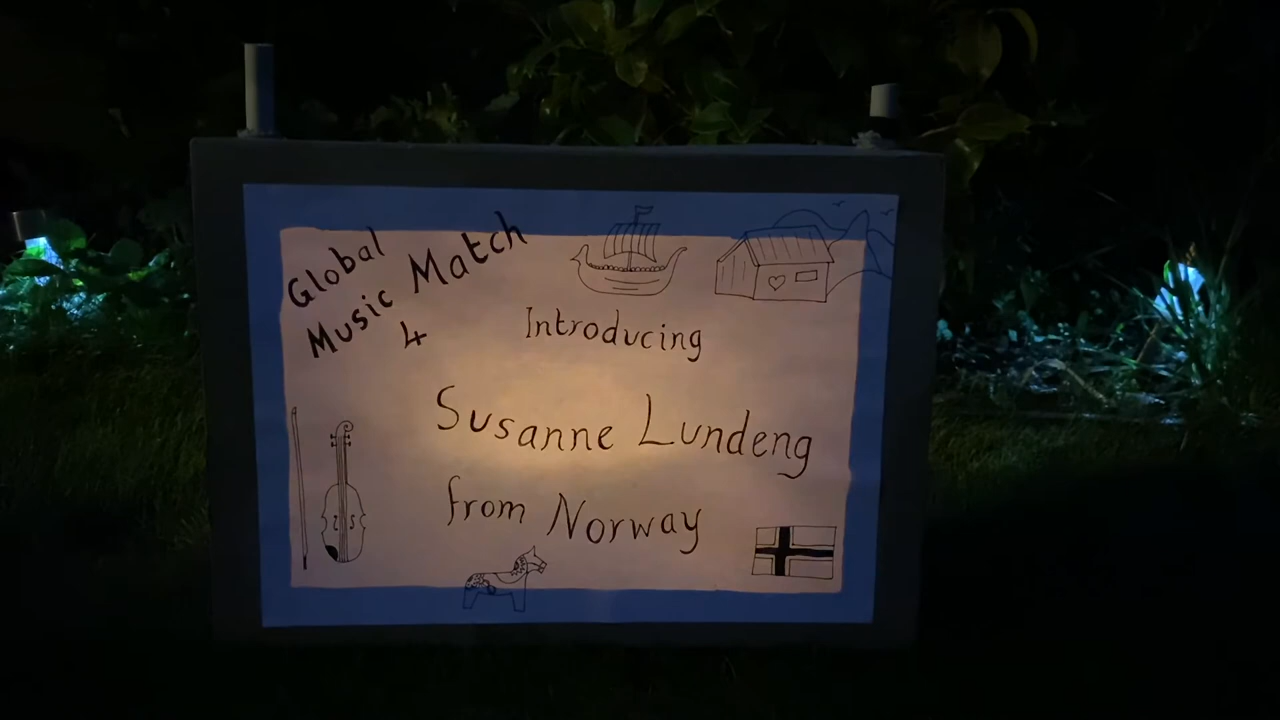 Global
Music Match
4
Introducing
Susanne Lundeng
from Norway